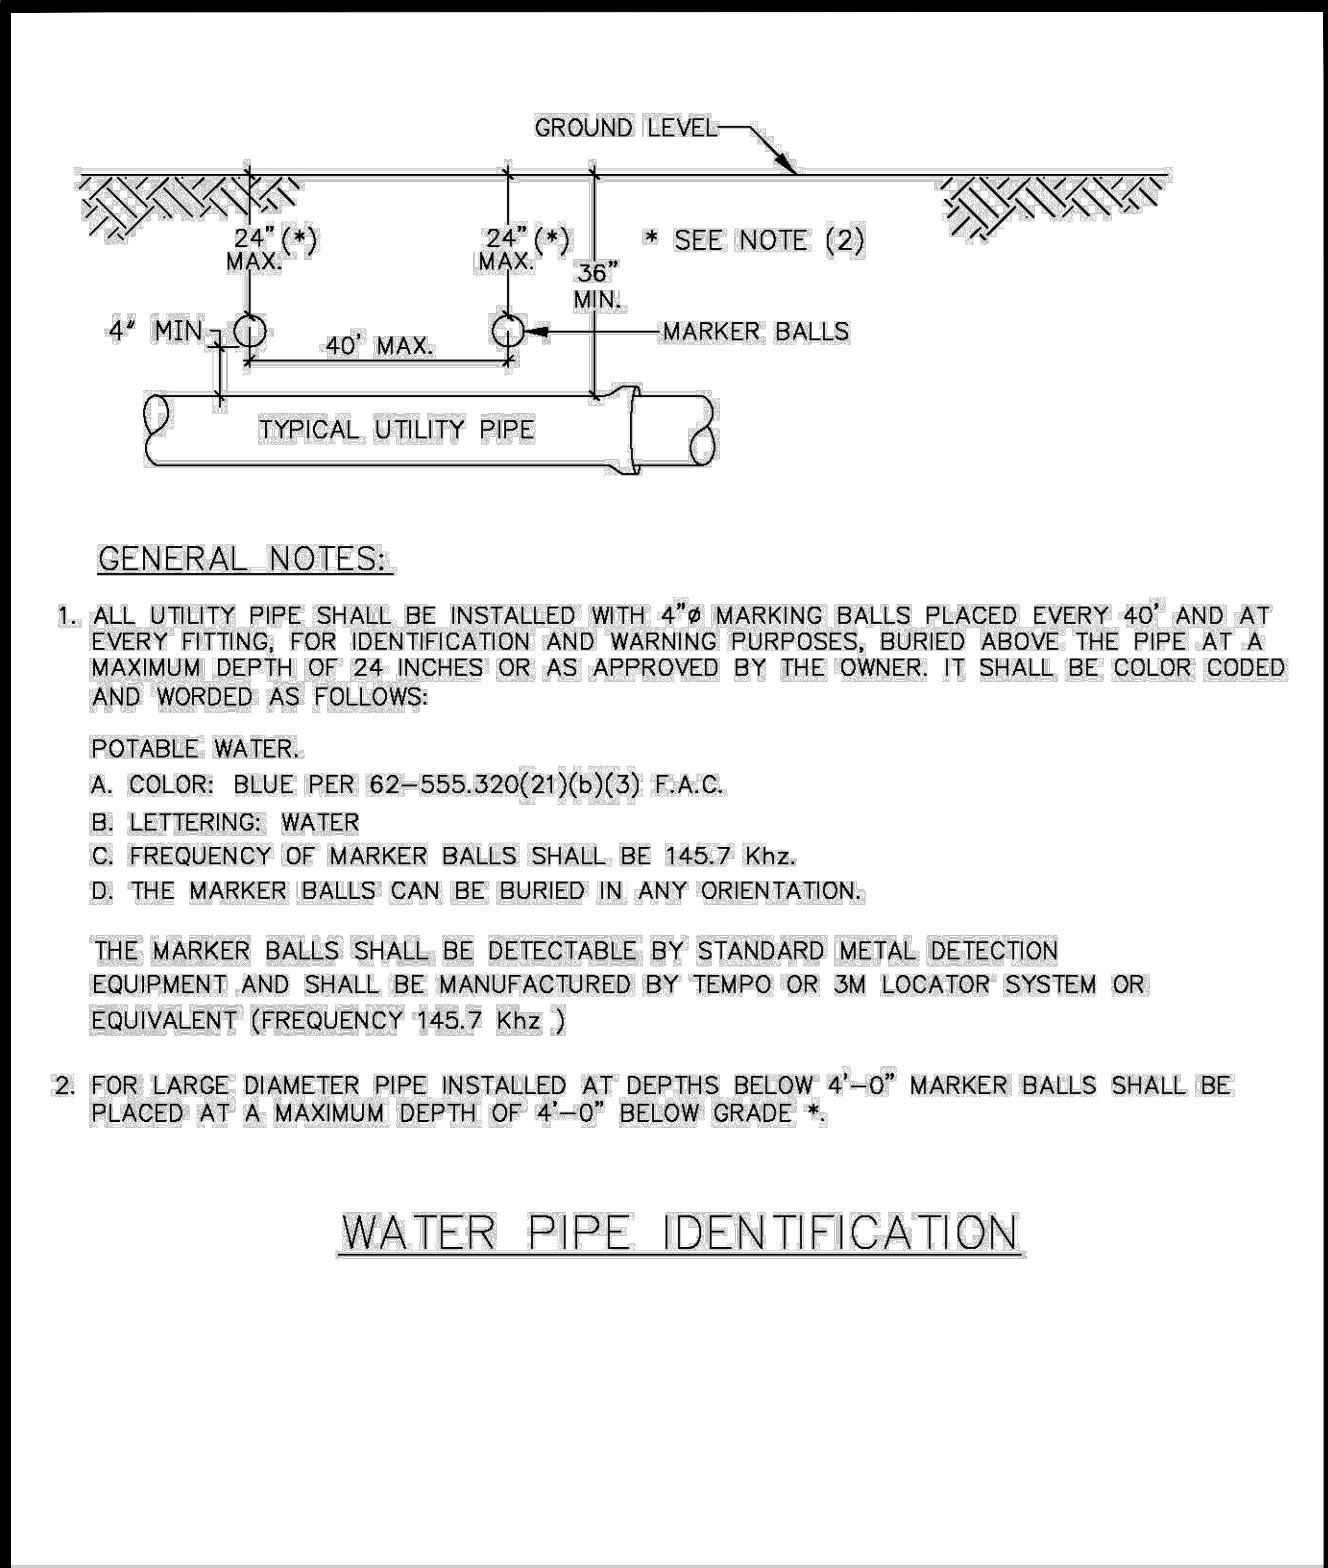 GROUND LEVEL
24"(*)
MAX.
24"(*)
MAX.
* SEE NOTE (2)
36"
MIN.
4" MIN
40' MAX.
MARKER BALLS
TYPICAL UTILITY PIPE
GENERAL NOTES:
1. ALL UTILITY PIPE SHALL BE INSTALLED WITH 4"ø MARKING BALLS PLACED EVERY 40' AND AT
EVERY FITTING, FOR IDENTIFICATION AND WARNING PURPOSES, BURIED ABOVE THE PIPE AT A
MAXIMUM DEPTH OF 24 INCHES OR AS APPROVED BY THE OWNER. IT SHALL BE COLOR CODED
AND WORDED AS FOLLOWS:
POTABLE WATER.
A. COLOR: BLUE PER 62-555.320(21)(b)(3) F.A.C.
B. LETTERING: WATER
C. FREQUENCY OF MARKER BALLS SHALL BE 145.7 Khz.
D. THE MARKER BALLS CAN BE BURIED IN ANY ORIENTATION.
THE MARKER BALLS SHALL BE DETECTABLE BY STANDARD METAL DETECTION
EQUIPMENT AND SHALL BE MANUFACTURED BY TEMPO OR 3M LOCATOR SYSTEM OR
EQUIVALENT (FREQUENCY 145.7 Khz )
2. FOR LARGE DIAMETER PIPE INSTALLED AT DEPTHS BELOW 4'-0" MARKER BALLS SHALL BE
PLACED AT A MAXIMUM DEPTH OF 4'-0" BELOW GRADE *.
WATER PIPE IDENTIFICATION